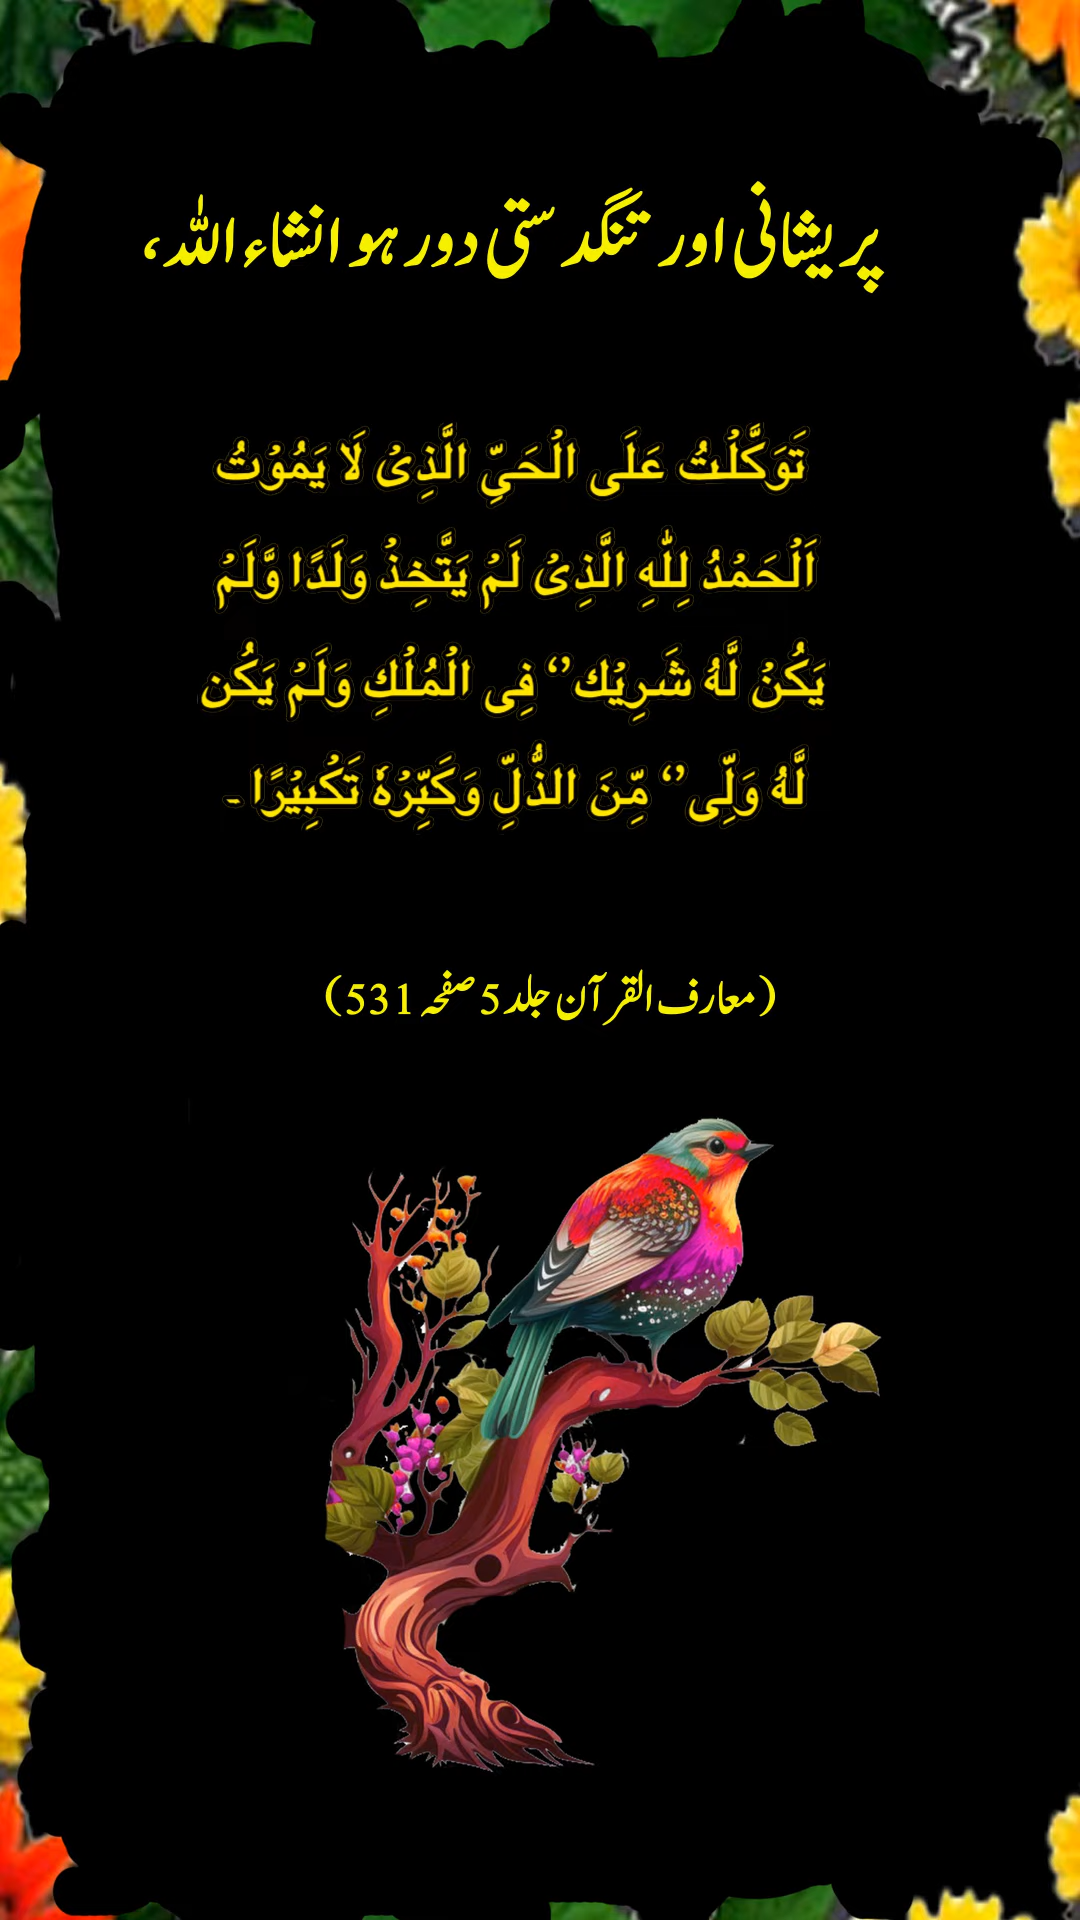 پریشانی اور تنگدستی دور ہو انشاء اللہ،
تَوَکَّلْتُ عَلَی الْحَیِّ الَّذِیْ لَا یَمُوْتُ
اَلْحَمْدُ لِلّٰہِ الَّذِیْ لَمْ یَتَّخِذْ وَلَدًا وَّلَمْ
یَکُنْ لَّہُ شَرِیْك'' فِی الْمُلْكِ وَلَمْ یَکُن
لَّہُ وَلِّی'' مِّنَ الذُّلِّ وَکَبِّرْہٗ تَکْبِیْرًا ۔
(معارف القرآن جلد 5 صفحہ 531)